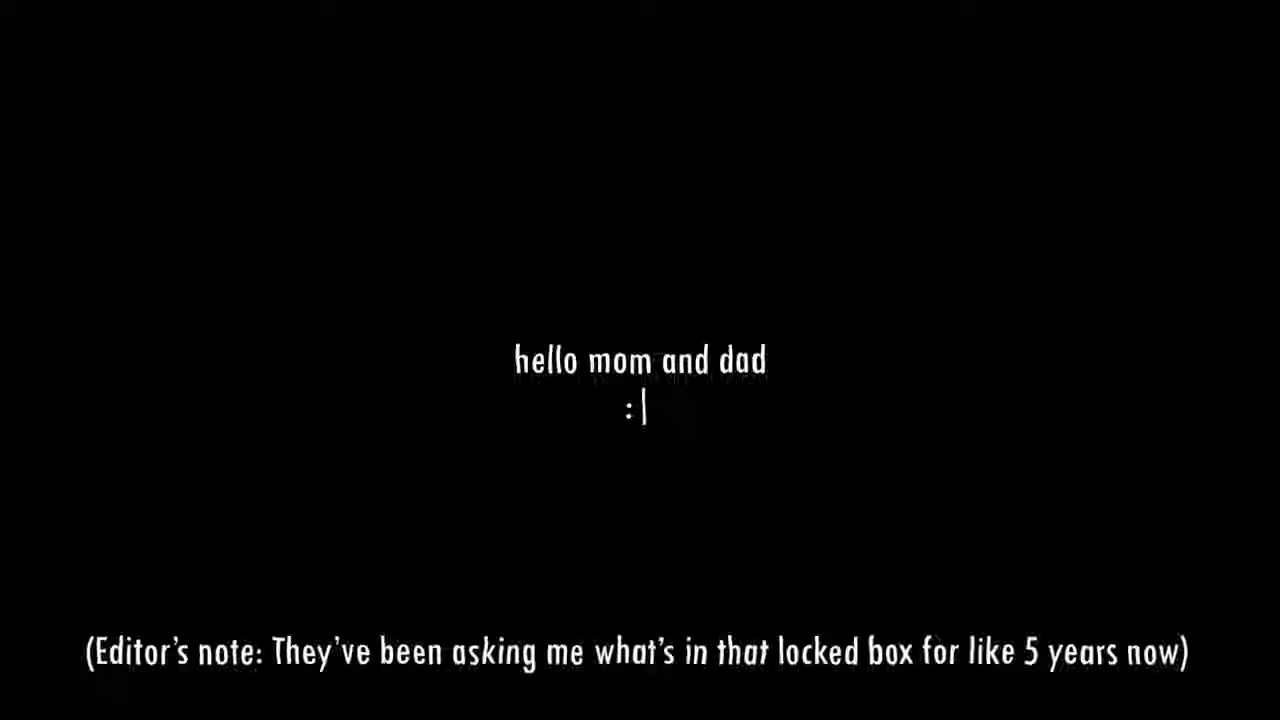 hello mom and dad
:|
(Editor's note: They've been asking me what's in that locked box for like 5 years now)